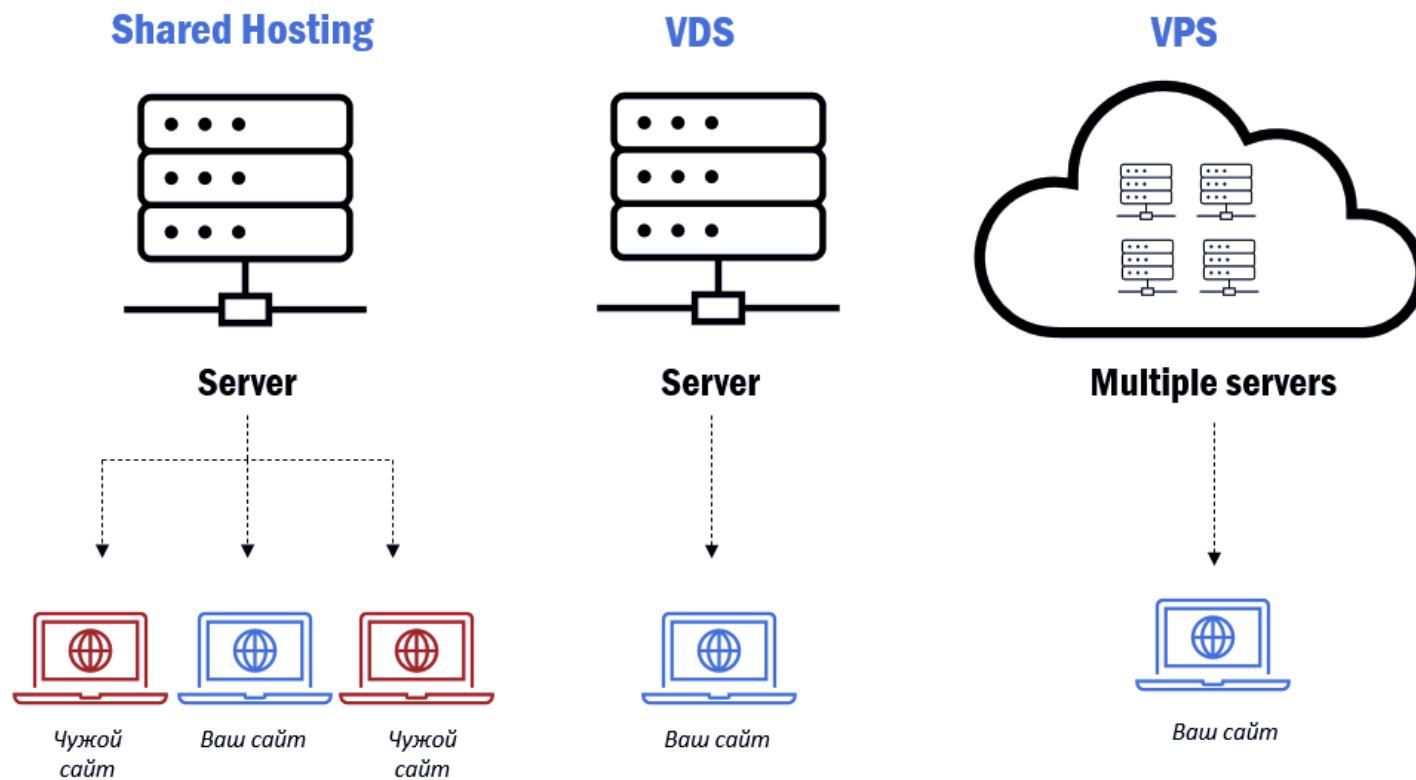 Shared Hosting
VDS
VPS
Server
Server
Multiple servers
Чужой
сайт
Ваш сайт
Чужой
сайт
Ваш сайт
Ваш сайт